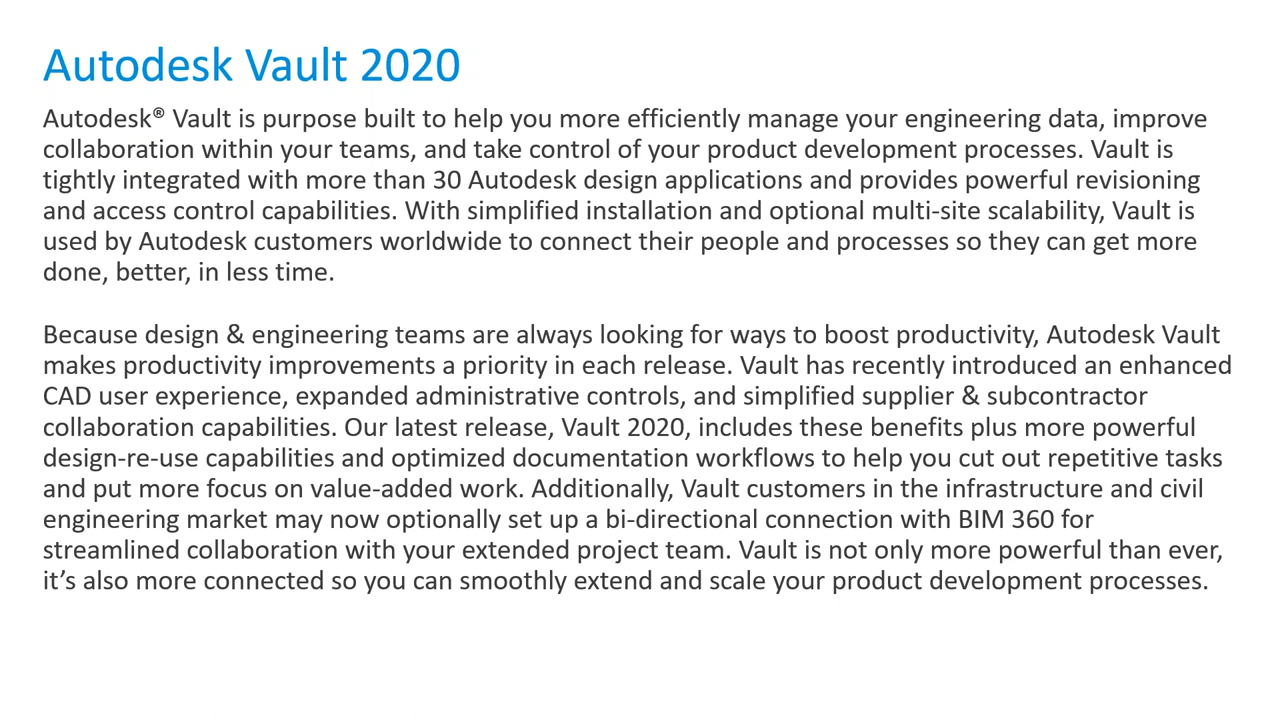 Autodesk Vault 2020
Autodesk® Vault is purpose built to help you more efficiently manage your engineering data, improve
collaboration within your teams, and take control of your product development processes. Vault is
tightly integrated with more than 30 Autodesk design applications and provides powerful revisioning
and access control capabilities. With simplified installation and optional multi-site scalability, Vault is
used by Autodesk customers worldwide to connect their people and processes so they can get more
done, better, in less time.
Because design & engineering teams are always looking for ways to boost productivity, Autodesk Vault
makes productivity improvements a priority in each release. Vault has recently introduced an enhanced
CAD user experience, expanded administrative controls, and simplified supplier & subcontractor
collaboration capabilities. Our latest release, Vault 2020, includes these benefits plus more powerful
design-re-use capabilities and optimized documentation workflows to help you cut out repetitive tasks
and put more focus on value-added work. Additionally, Vault customers in the infrastructure and civil
engineering market may now optionally set up a bi-directional connection with BIM 360 for
streamlined collaboration with your extended project team. Vault is not only more powerful than ever,
it’s also more connected so you can smoothly extend and scale your product development processes.